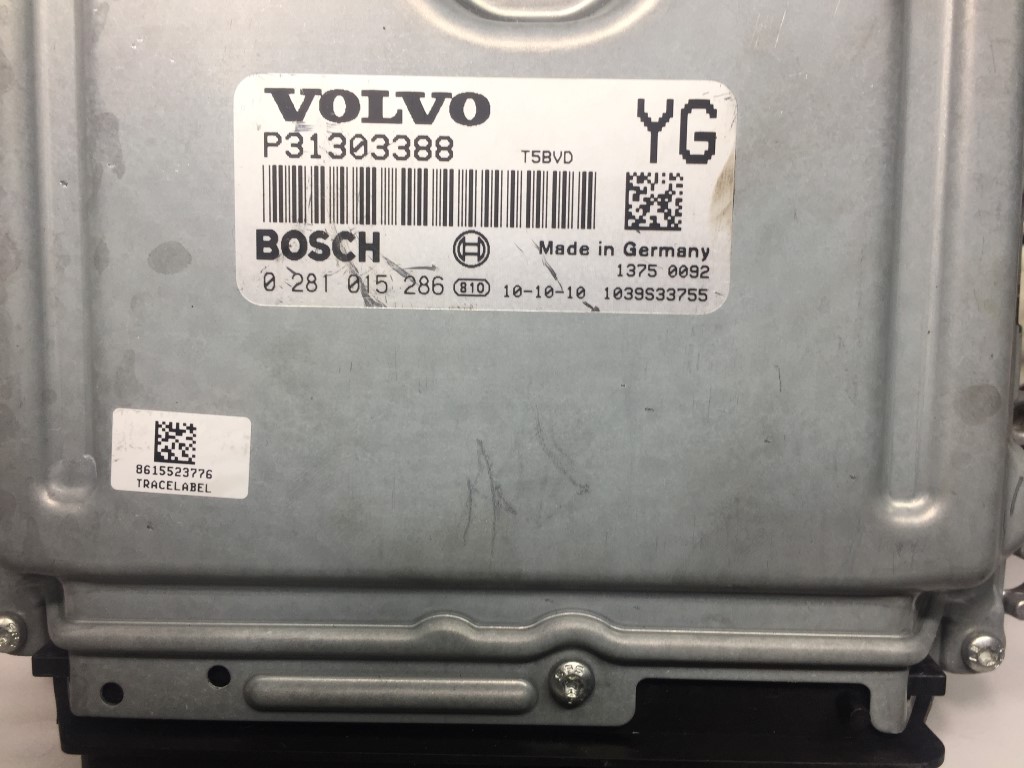 VOLVO
YG
P31303388 T5BVD
BOSCH Made in Germany
1375 0092
0 281 015 286 810 10-10-10 1039S33755
8615523776
TRACELABEL